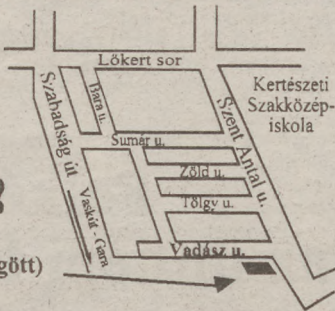 Lőkert sor
Szabadság út
Bara u.
Szent Antal u.
Kertészeti
Szakközép-
iskola
Sumár u.
Zöld u.
Tölgy u.
Vaskút - Gara
Vadász u.
gött)